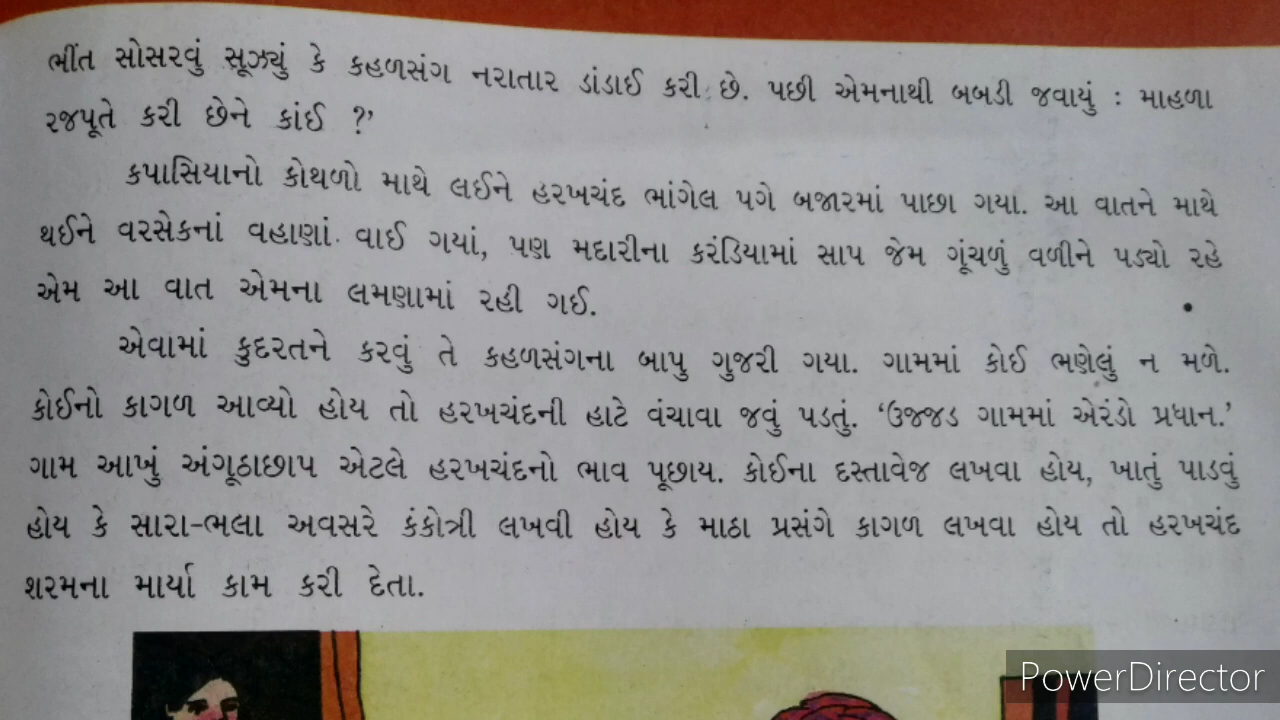 ભીંત સોસરવું સૂઝ્યું કે કહળસંગ નરાતાર ડાંડાઈ કરી છે. પછી એમનાથી બબડી જવાયું : માહળા
રજપૂતે કરી છેને કાંઈ ?’
કપાસિયાનો કોથળો માથે લઈને હરખચંદ ભાંગેલ પગે બજારમાં પાછા ગયા. આ વાતને માથે
થઈને વરસેકનાં વહાણાં વાઈ ગયાં, પણ મદારીના કરંડિયામાં સાપ જેમ ગૂંચળું વળીને પડ્યો રહે
એમ આ વાત એમના લમણામાં રહી ગઈ.
એવામાં કુદરતને કરવું તે કહળસંગના બાપુ ગુજરી ગયા. ગામમાં કોઈ ભણેલું ન મળે.
કોઈનો કાગળ આવ્યો હોય તો હરખચંદની હાટે વંચાવા જવું પડતું. ‘ઉજ્જડ ગામમાં એરંડો પ્રધાન.’
ગામ આખું અંગૂઠાછાપ એટલે હરખચંદનો ભાવ પૂછાય. કોઈના દસ્તાવેજ લખવા હોય, ખાતું પાડવું
હોય કે સારા-ભલા અવસરે કંકોત્રી લખવી હોય કે માઠા પ્રસંગે કાગળ લખવા હોય તો હરખચંદ
શરમના માર્યા કામ કરી દેતા.
PowerDirector